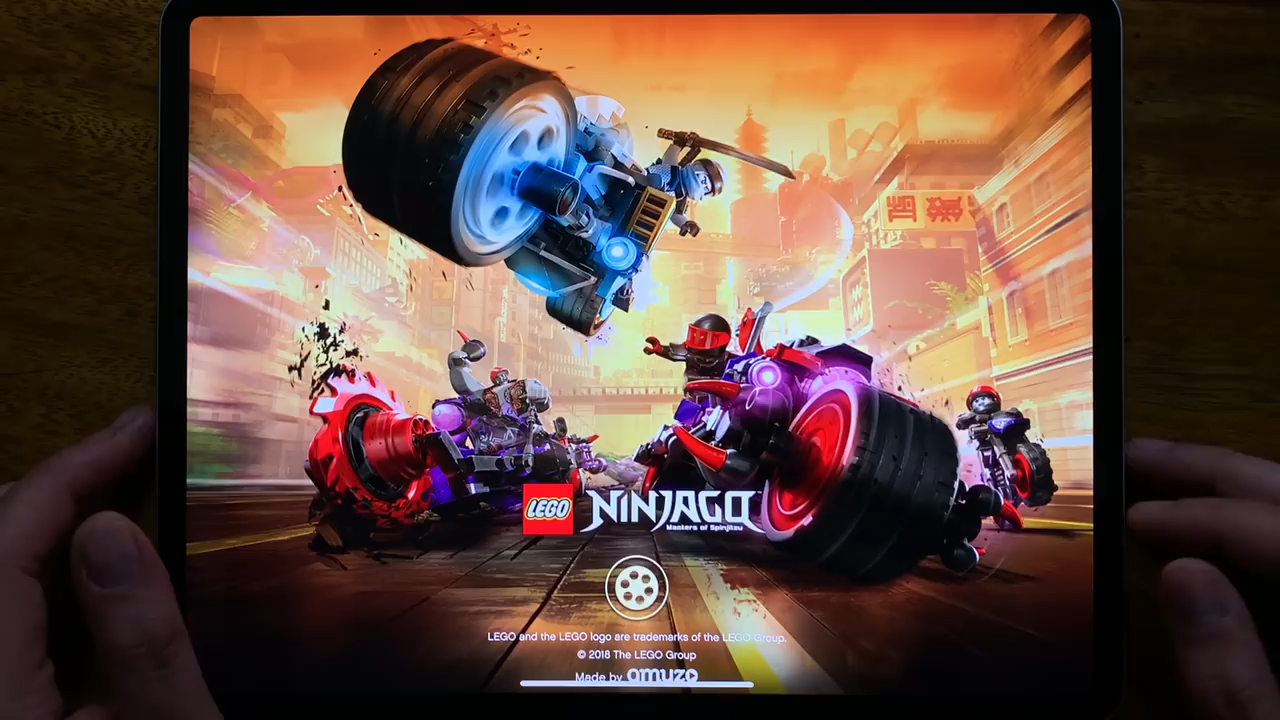 LEGO NINJAGO
Masters of Spinjitzu
LEGO and the LEGO logo are trademarks of the LEGO Group.
© 2018 The LEGO Group
Made by amuzo